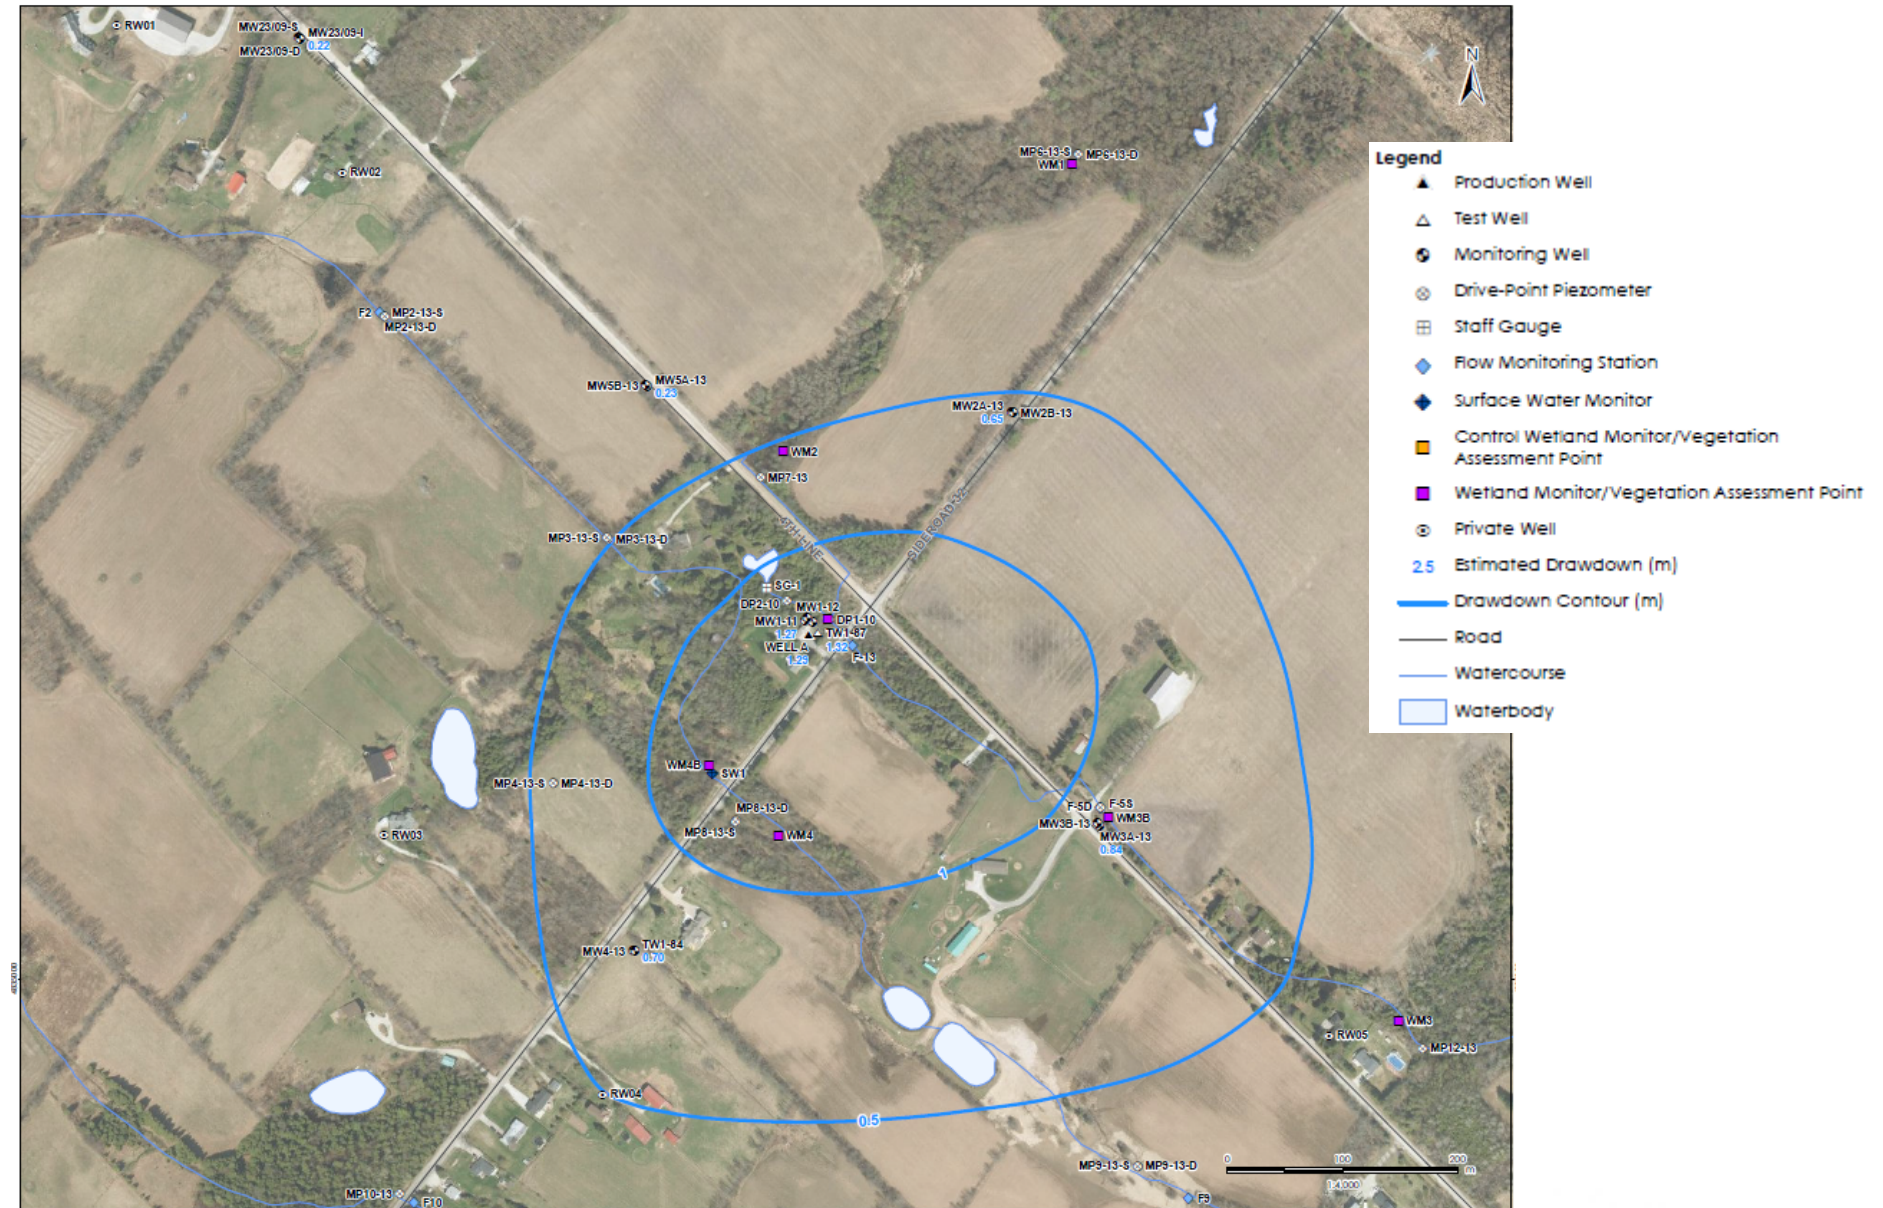 RW01
MW23/09-S
MW23/09-I
0.22
MW23/09-D
N
MP6-13-S
MP6-13-D
WM1
RW02
F2
MP2-13-S
MP2-13-D
MW5B-13
MW5A-13
0.23
MW2A-13
MW2B-13
0.65
WM2
MP7-13
4TH LINE
SIDEROAD 32
MP3-13-S
MP3-13-D
SG-1
DP2-10
MW1-12
MW1-11
DP1-10
1.27
TW1-87
WELL A
1.32
F-13
1.29
WM4B
SW1
MP4-13-S
MP4-13-D
MP8-13-D
MP8-13-S
WM4
RW03
F-5D
F-5S
WM3B
MW3B-13
MW3A-13
0.84
1
MW4-13
TW1-84
0.70
WM3
RW05
MP12-13
RW04
0.5
MP9-13-S
MP9-13-D
MP10-13
F10
F9
0
100
200
m
1:4,000
Legend
Production Well
Test Well
Monitoring Well
Drive-Point Piezometer
Staff Gauge
Flow Monitoring Station
Surface Water Monitor
Control Wetland Monitor/Vegetation
Assessment Point
Wetland Monitor/Vegetation Assessment Point
Private Well
2.5 Estimated Drawdown (m)
Drawdown Contour (m)
Road
Watercourse
Waterbody